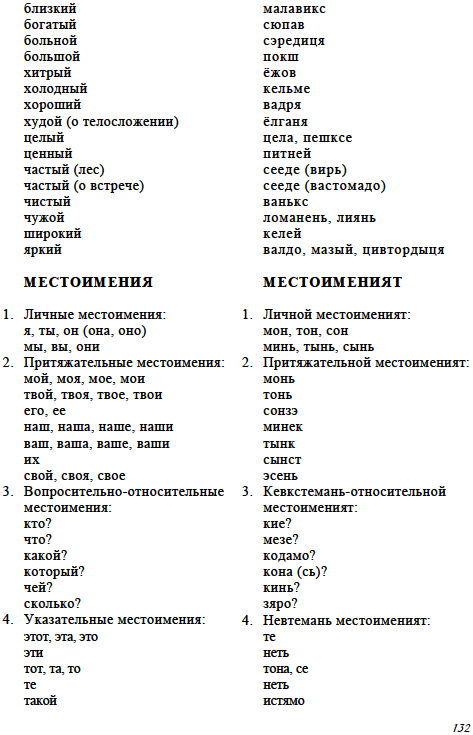 близкий малавикс
богатый сюпав
больной сэредиця
большой покш
хитрый ёжов
холодный кельме
хороший вадря
худой (о телосложении) ёлганя
целый цела, пешксе
ценный питней
частый (лес) сееде (вирь)
частый (о встрече) сееде (вастомадо)
чистый ванькс
чужой ломанень, лиянь
широкий келей
яркий валдо, мазый, цивтордыця
МЕСТОИМЕНИЯ МЕСТОИМЕНИЯТ
1. Личные местоимения: 1. Личной местоименият:
я, ты, он (она, оно) мон, тон, сон
мы, вы, они минь, тынь, сынь
2. Притяжательные местоимения: 2. Притяжательной местоименият:
мой, моя, мое, мои монь
твой, твоя, твое, твои тонь
его, ее сонзэ
наш, наша, наше, наши минек
ваш, ваша, ваше, ваши тынк
их сынст
свой, своя, свое эсень
3. Вопросительно-относительные 3. Кевкстемань-относительной
местоимения: местоименият:
кто? кие?
что? мезе?
какой? кодамо?
который? кона (сь)?
чей? кинь?
сколько? зяро?
4. Указательные местоимения: 4. Невтемань местоименият:
этот, эта, это те
эти неть
тот, та, то тона, се
те неть
такой истямо
132